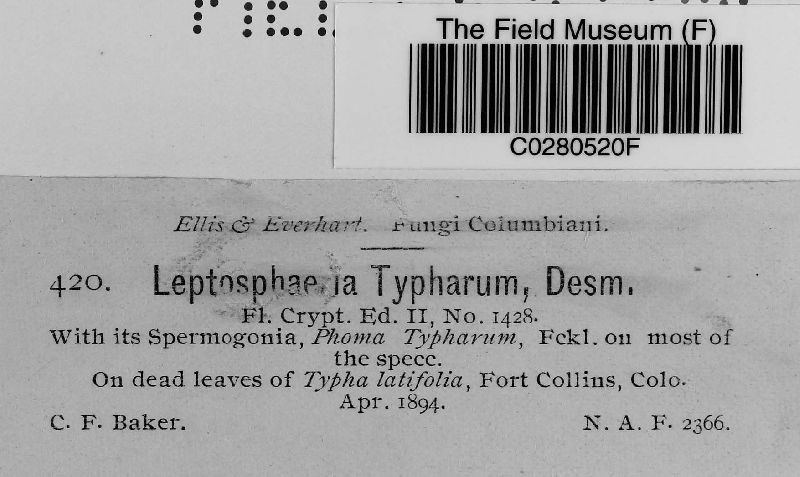 The Field Museum (F)
C0280520F
Ellis & Everhart. Fungi Columbiani.
420. Leptosphaeria Typharum, Desm.
Fl. Crypt. Ed. II, No. 1428.
With its Spermogonia, Phoma Typharum, Fckl. on most of
the specc.
On dead leaves of Typha latifolia, Fort Collins, Colo.
Apr. 1894.
C. F. Baker. N. A. F. 2366.